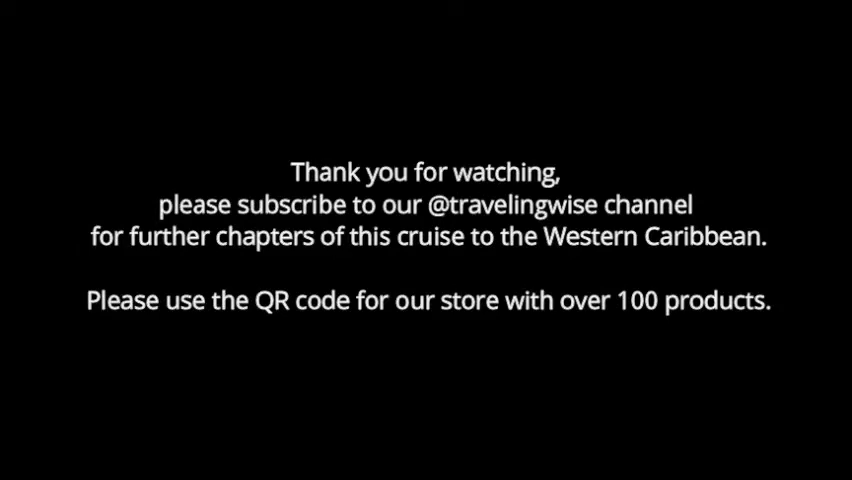 Thank you for watching,
please subscribe to our @travelingwise channel
for further chapters of this cruise to the Western Caribbean.
Please use the QR code for our store with over 100 products.